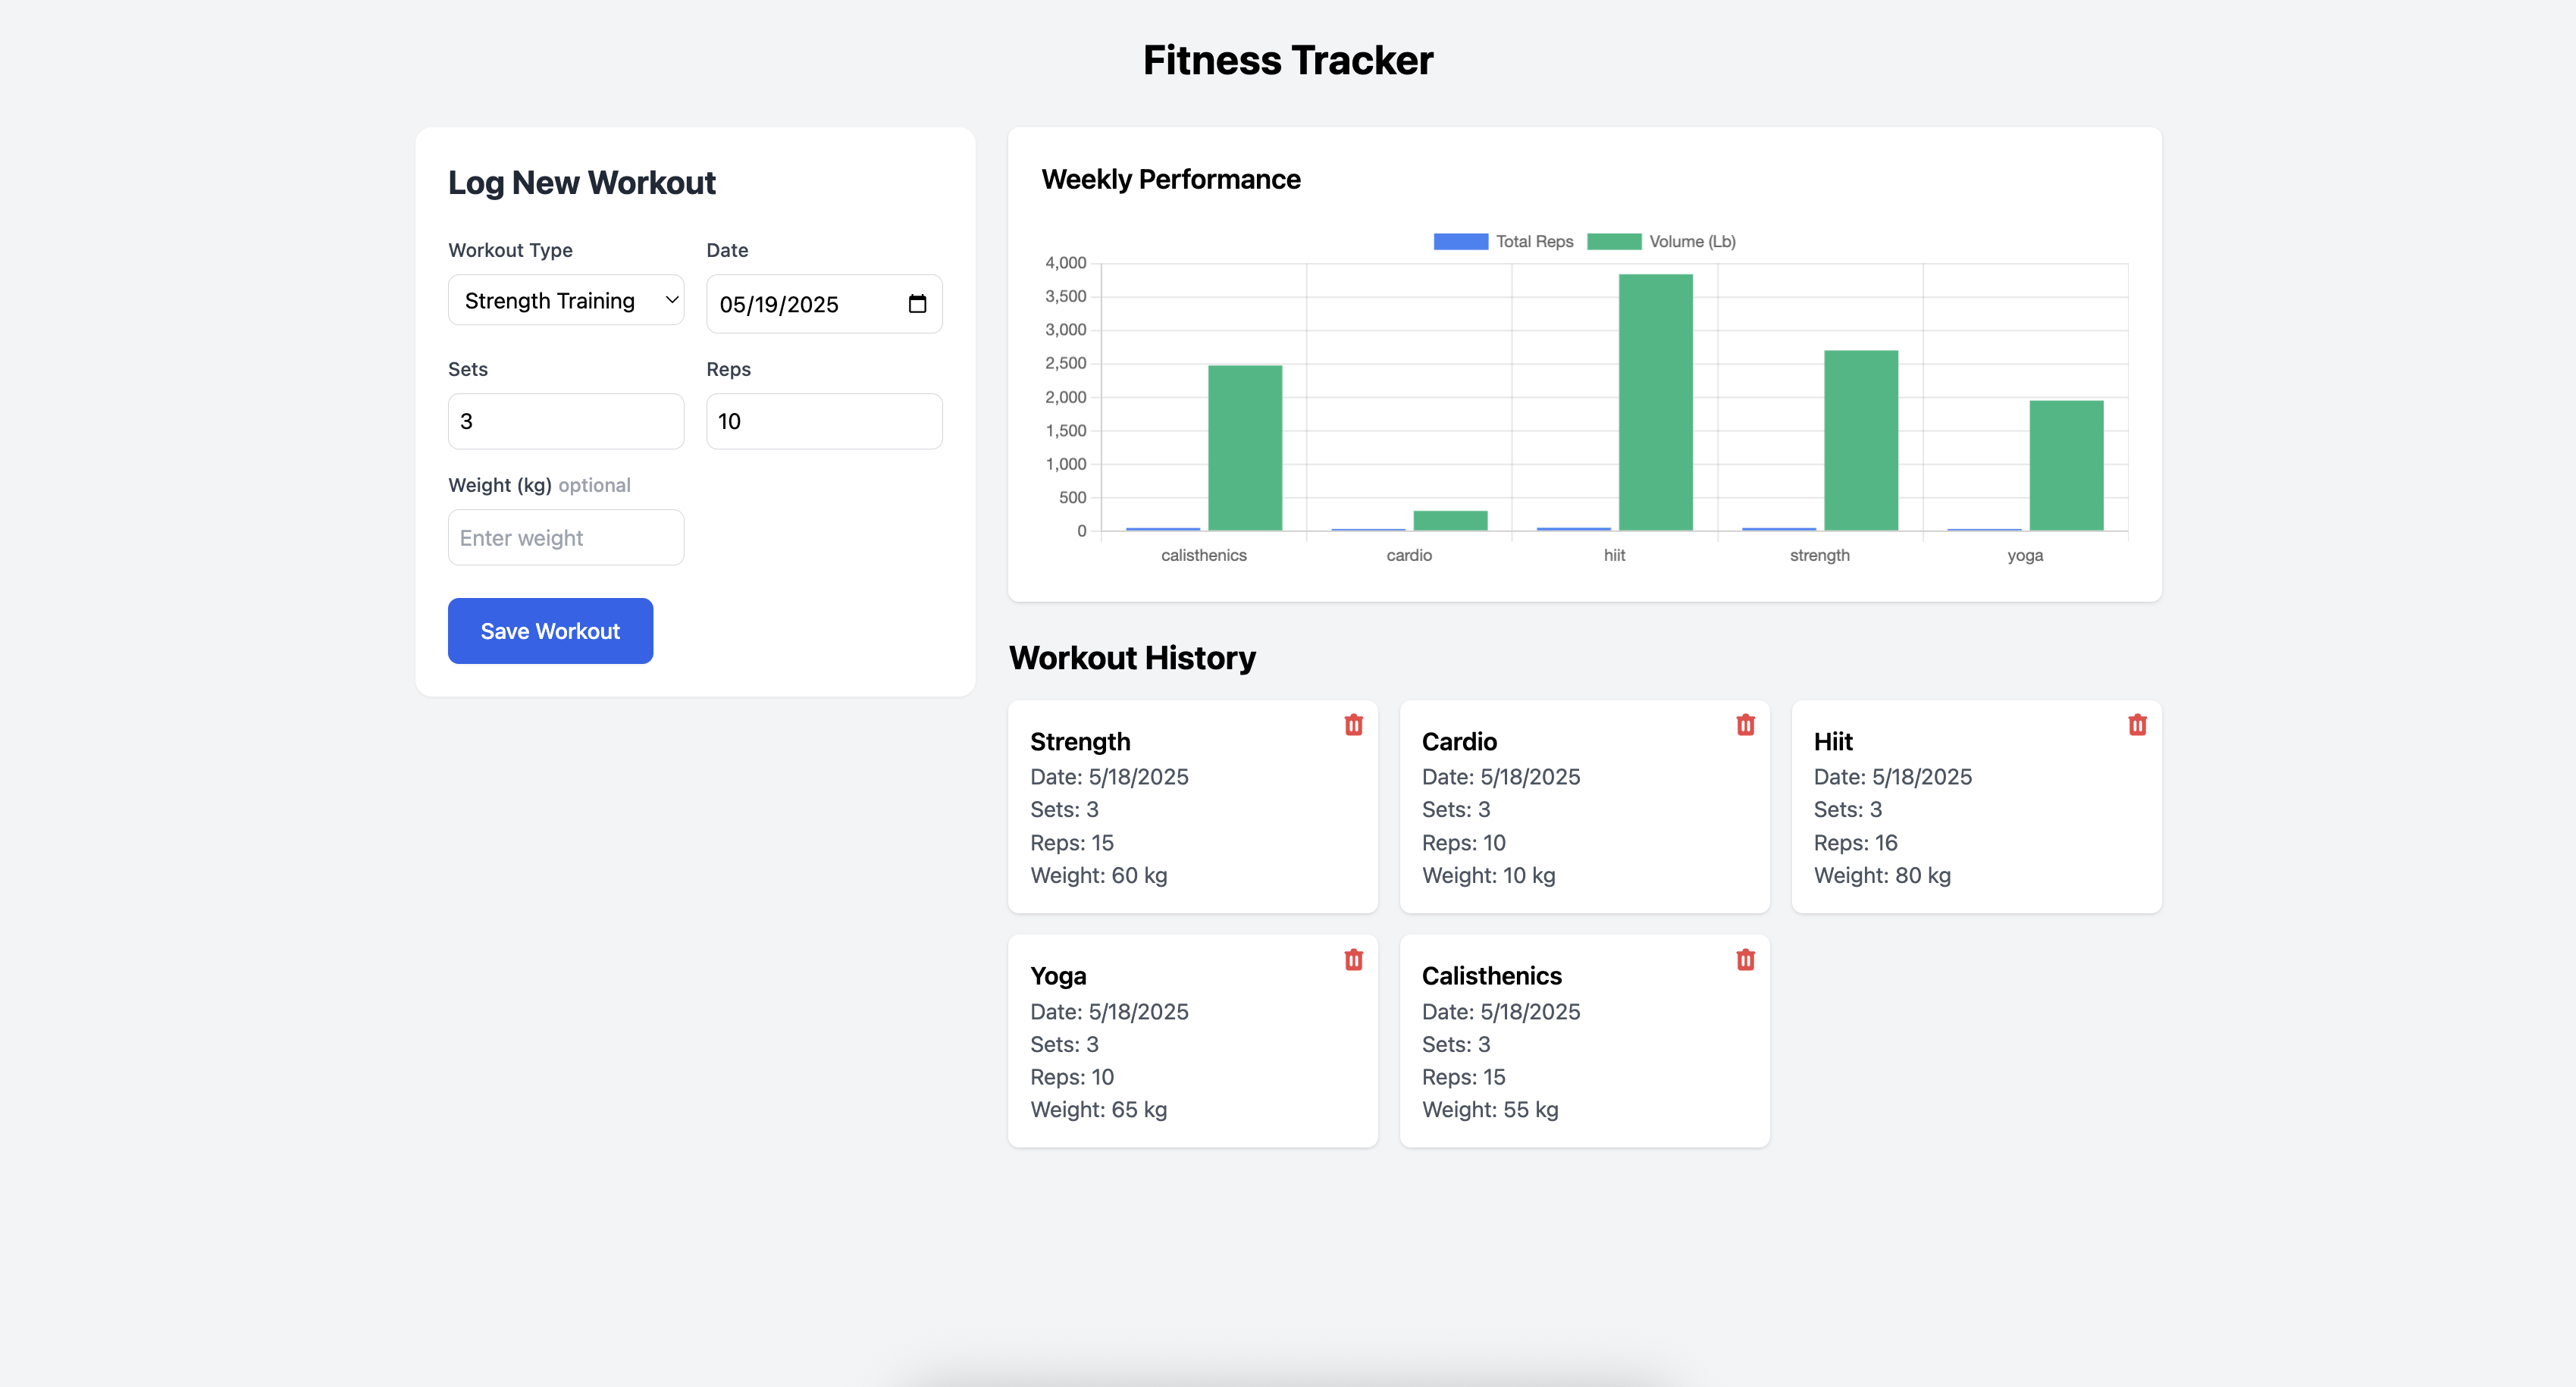 Fitness Tracker
Log New Workout
Workout Type
Date
Strength Training
05/19/2025
Sets
Reps
3
10
Weight (kg) optional
Enter weight
Save Workout
Weekly Performance
Total Reps
Volume (Lb)
4,000
3,500
3,000
2,500
2,000
1,500
1,000
500
0
calisthenics
cardio
hiit
strength
yoga
Workout History
Strength
Date: 5/18/2025
Sets: 3
Reps: 15
Weight: 60 kg
Cardio
Date: 5/18/2025
Sets: 3
Reps: 10
Weight: 10 kg
Hiit
Date: 5/18/2025
Sets: 3
Reps: 16
Weight: 80 kg
Yoga
Date: 5/18/2025
Sets: 3
Reps: 10
Weight: 65 kg
Calisthenics
Date: 5/18/2025
Sets: 3
Reps: 15
Weight: 55 kg